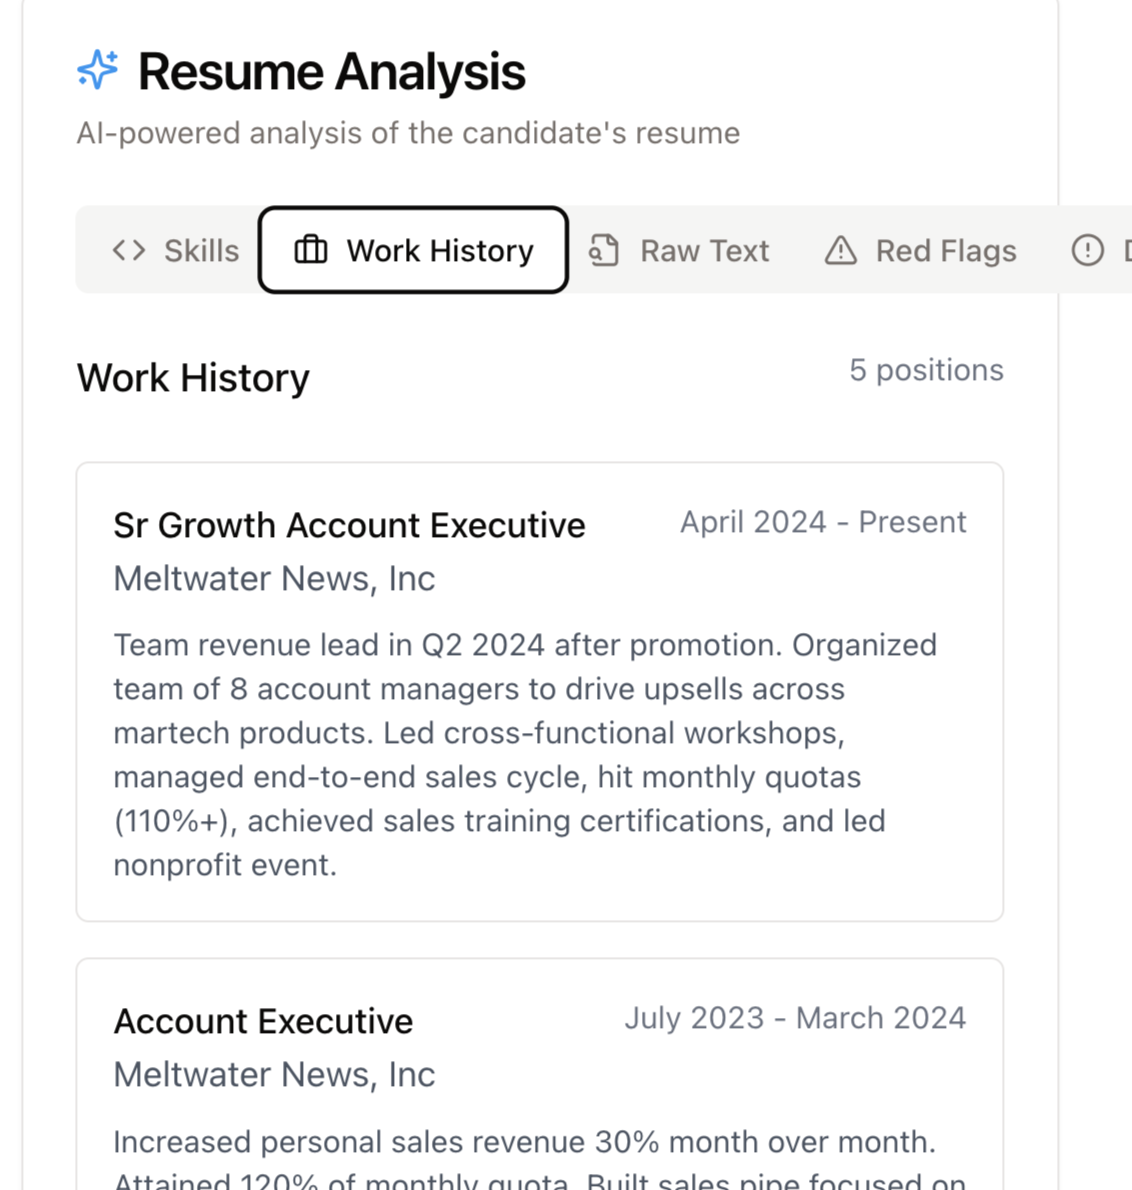 Resume Analysis
AI-powered analysis of the candidate's resume
Skills
Work History
Raw Text
Red Flags
Work History
5 positions
Sr Growth Account Executive
April 2024 - Present
Meltwater News, Inc
Team revenue lead in Q2 2024 after promotion. Organized
team of 8 account managers to drive upsells across
martech products. Led cross-functional workshops,
managed end-to-end sales cycle, hit monthly quotas
(110%+), achieved sales training certifications, and led
nonprofit event.
Account Executive
July 2023 - March 2024
Meltwater News, Inc
Increased personal sales revenue 30% month over month.
Attained 120% of monthly quota. Built sales pipe focused on